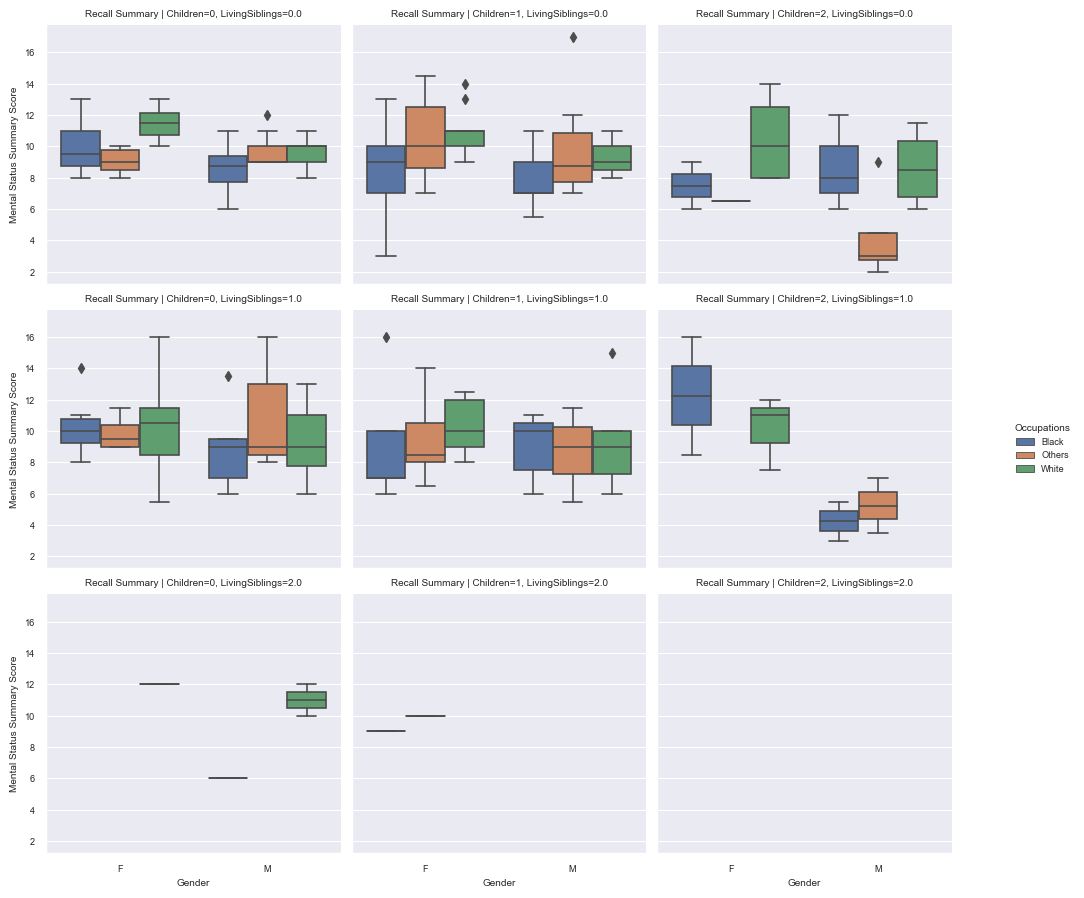 Recall Summary | Children=0, LivingSiblings=0.0
Recall Summary | Children=1, LivingSiblings=0.0
Recall Summary | Children=2, LivingSiblings=0.0
Mental Status Summary Score
16
14
12
10
8
6
4
2
Recall Summary | Children=0, LivingSiblings=1.0
Recall Summary | Children=1, LivingSiblings=1.0
Recall Summary | Children=2, LivingSiblings=1.0
Mental Status Summary Score
16
14
12
10
8
6
4
2
Occupations
Black
Others
White
Recall Summary | Children=0, LivingSiblings=2.0
Recall Summary | Children=1, LivingSiblings=2.0
Recall Summary | Children=2, LivingSiblings=2.0
Mental Status Summary Score
16
14
12
10
8
6
4
2
F M
Gender
F M
Gender
F M
Gender